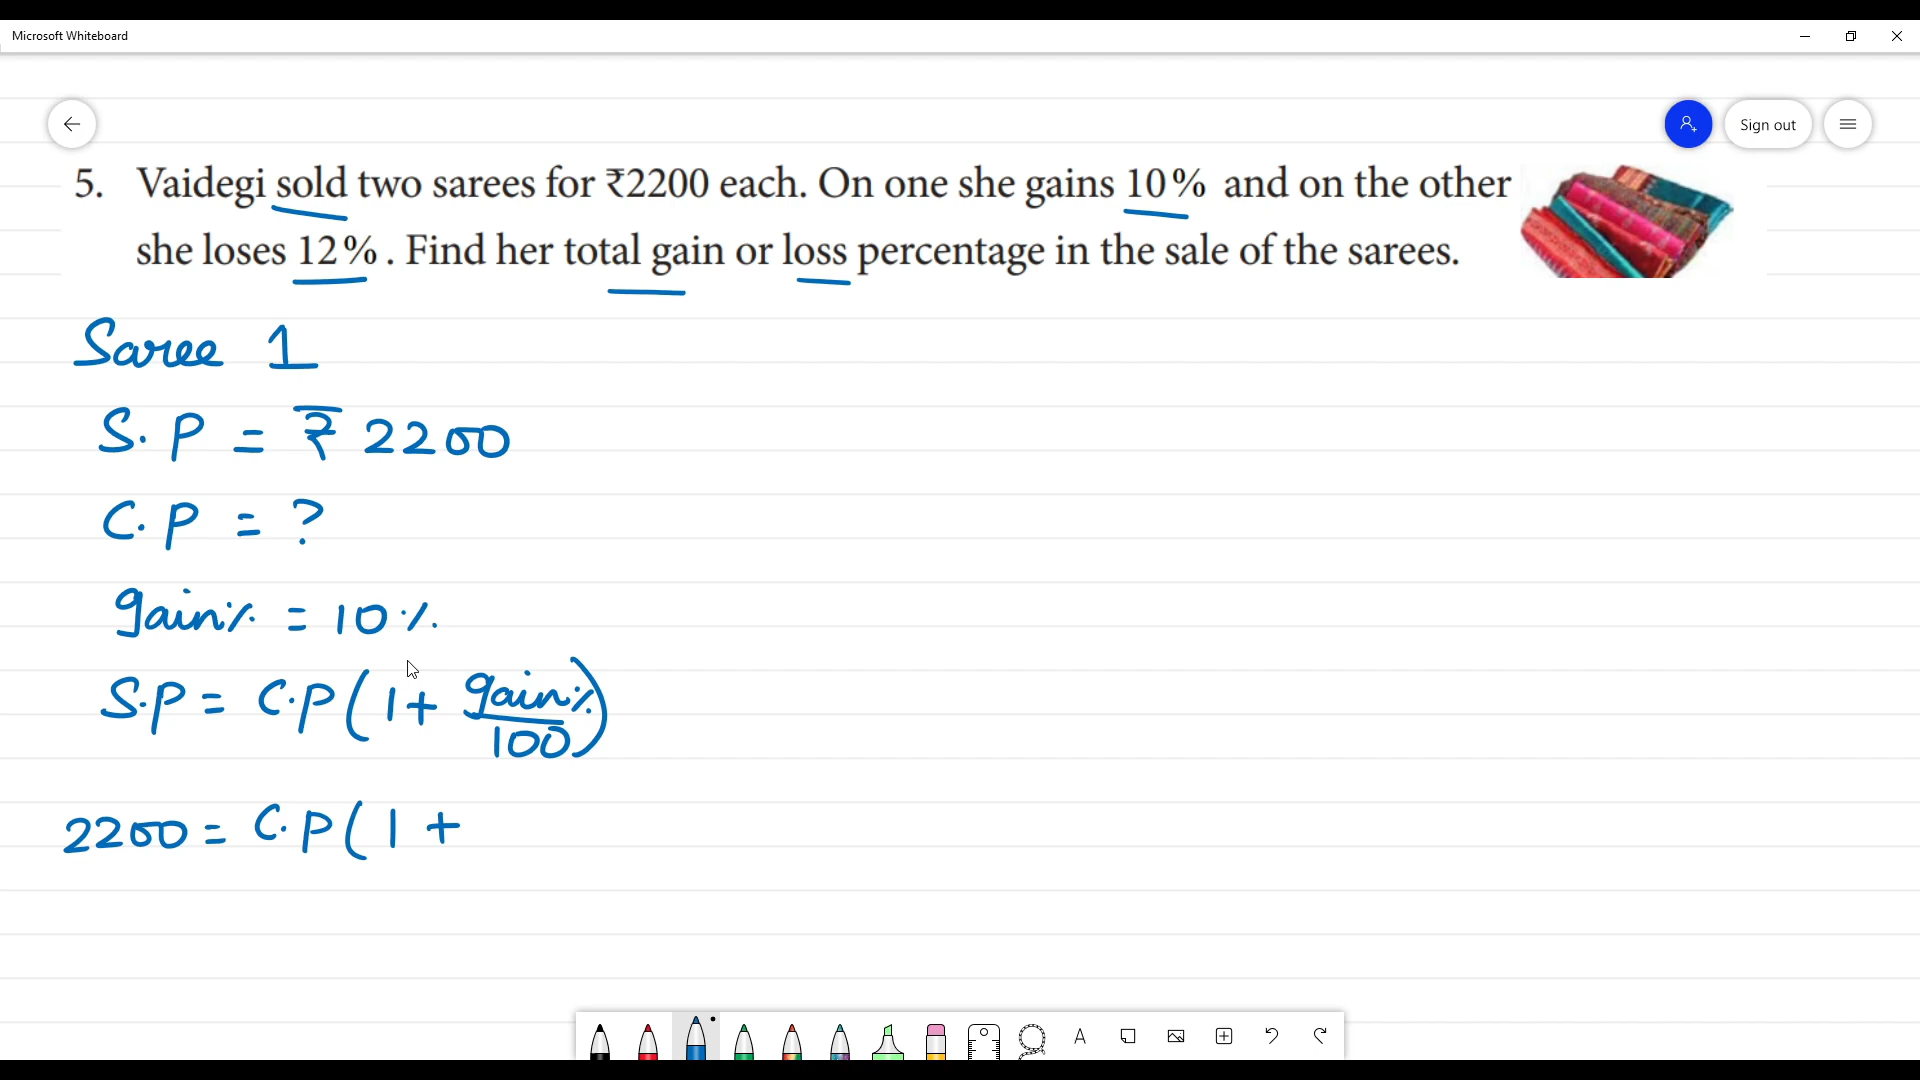 Microsoft Whiteboard
Sign out
5. Vaidegi sold two sarees for ₹2200 each. On one she gains 10% and on the other
she loses 12%. Find her total gain or loss percentage in the sale of the sarees.
Saree 1
S.P = ₹ 2200
C.P = ?
gain% = 10%
S.P = C.P ( 1 + gain% / 100 )
2200 = C.P ( 1 +
A